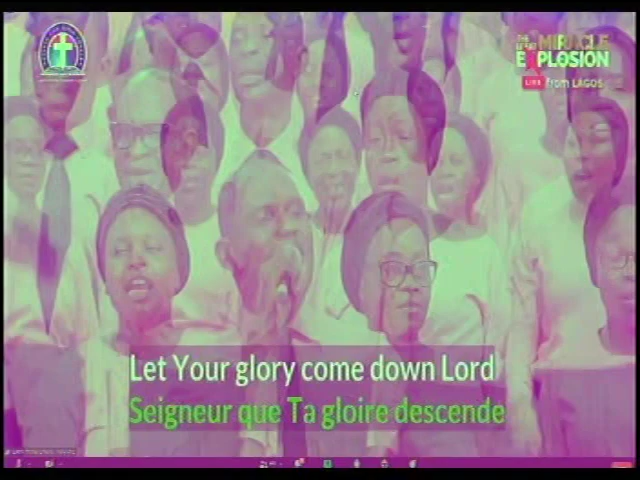 MIRACLE
EXPLOSION
LIVE from LAGOS
Let Your glory come down Lord
Seigneur que Ta gloire descende